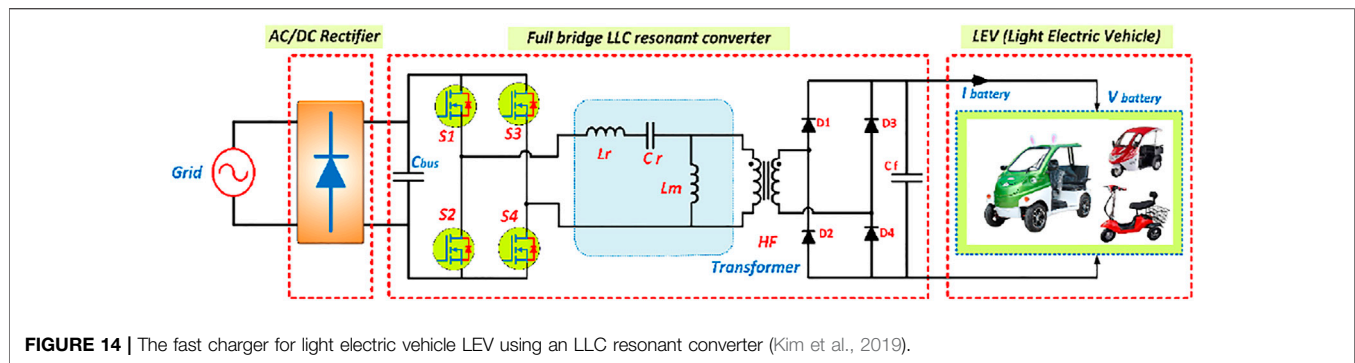 AC/DC Rectifier
Full bridge LLC resonant converter
LEV (Light Electric Vehicle)
I battery
V battery
S1
S3
D1
D3
Grid
Cbus
Lr
Cr
Lm
Cf
S2
S4
HF
Transformer
D2
D4
FIGURE 14 | The fast charger for light electric vehicle LEV using an LLC resonant converter (Kim et al., 2019).